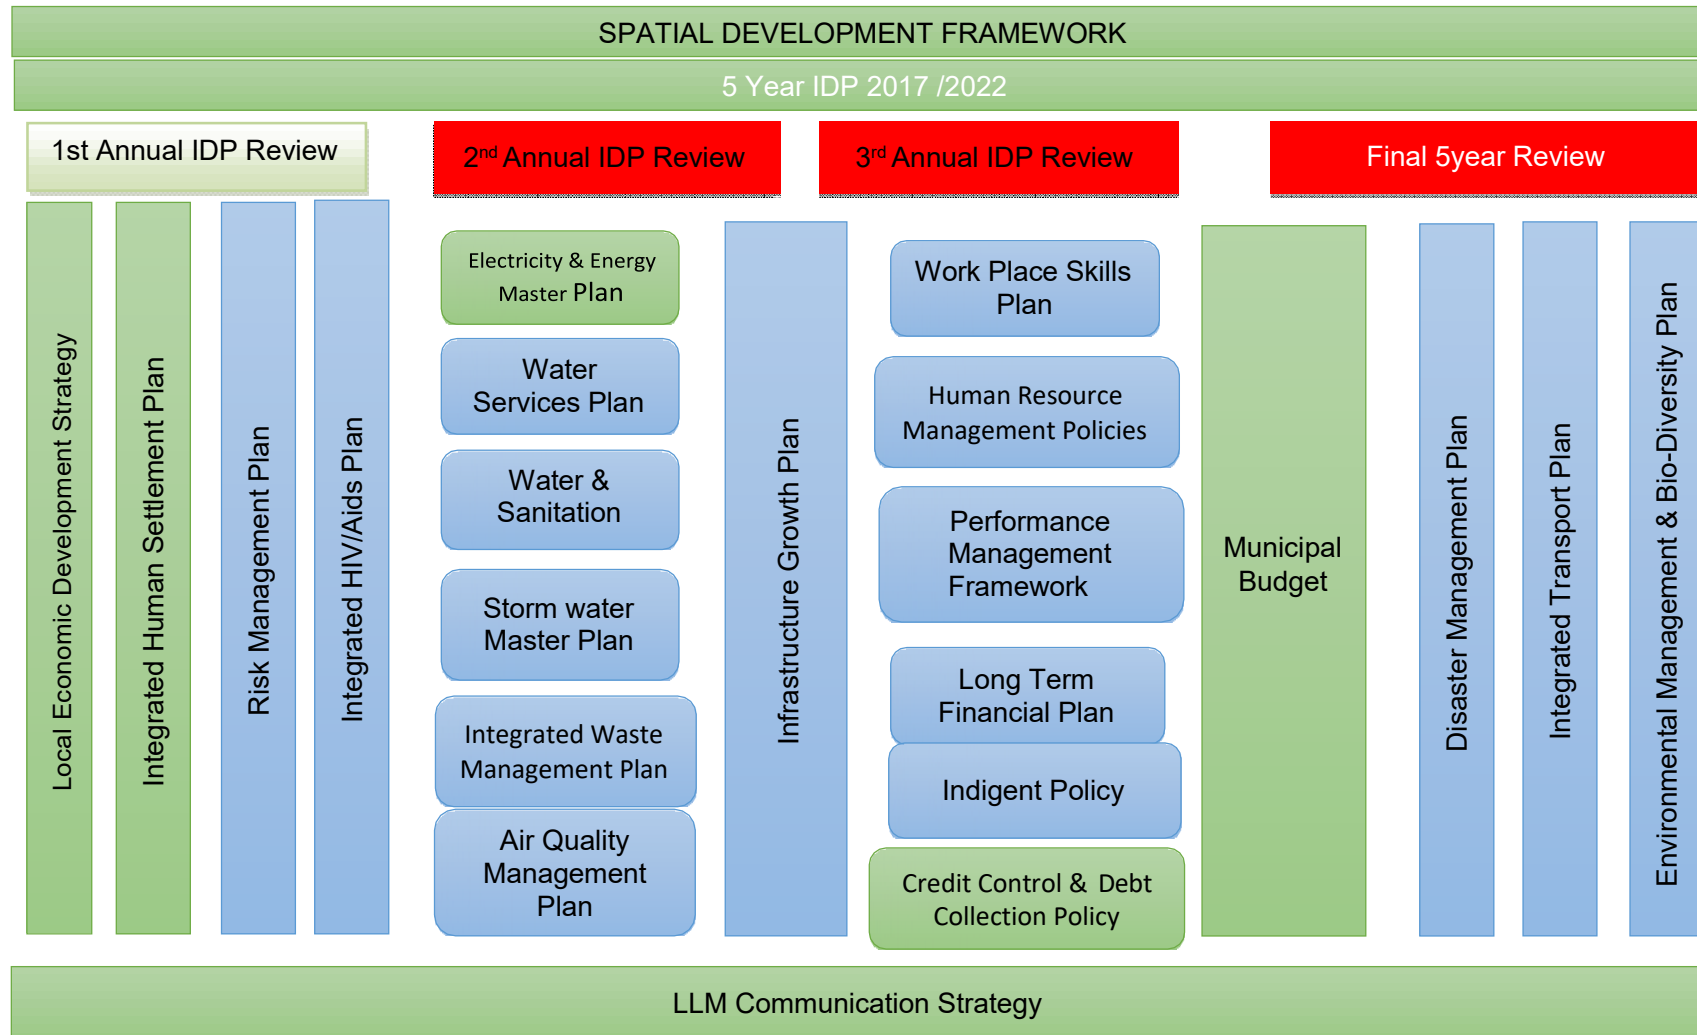 SPATIAL DEVELOPMENT FRAMEWORK
5 Year IDP 2017 /2022
1st Annual IDP Review
2nd Annual IDP Review
3rd Annual IDP Review
Final 5year Review
Local Economic Development Strategy
Integrated Human Settlement Plan
Risk Management Plan
Integrated HIV/Aids Plan
Electricity & Energy
Master Plan
Water
Services Plan
Water &
Sanitation
Storm water
Master Plan
Integrated Waste
Management Plan
Air Quality
Management
Plan
Infrastructure Growth Plan
Work Place Skills
Plan
Human Resource
Management Policies
Performance
Management
Framework
Long Term
Financial Plan
Indigent Policy
Credit Control & Debt
Collection Policy
Municipal
Budget
Disaster Management Plan
Integrated Transport Plan
Environmental Management & Bio-Diversity Plan
LLM Communication Strategy